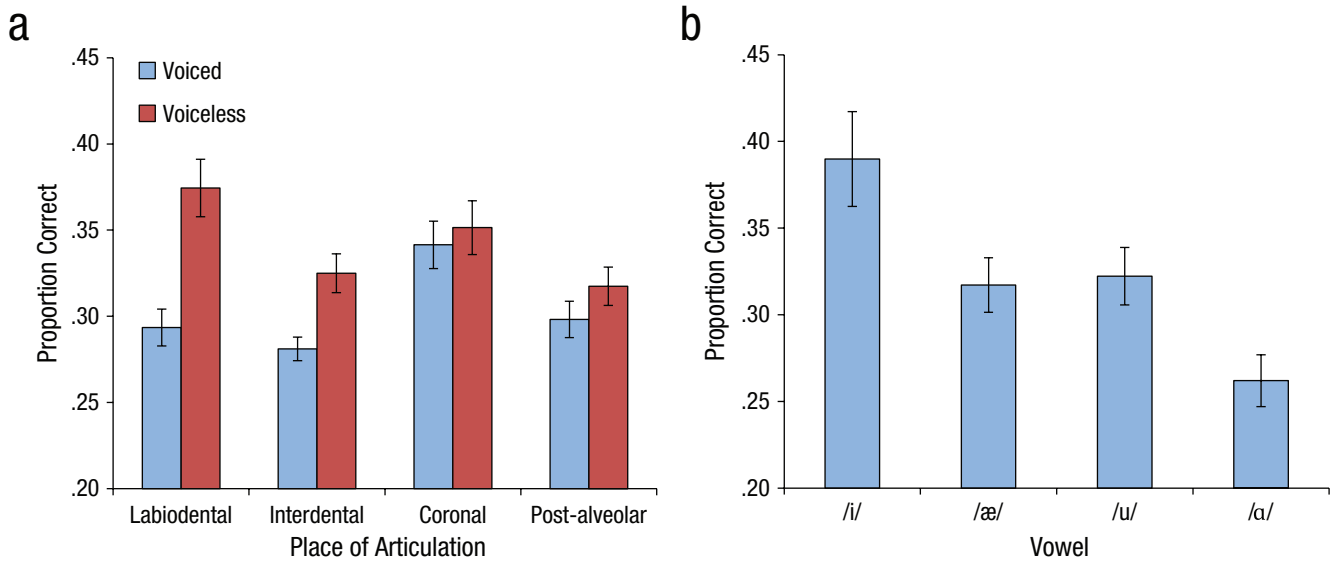 a
.45
.40
.35
.30
.25
.20
Proportion Correct
Voiced
Voiceless
Labiodental Interdental Coronal Post-alveolar
Place of Articulation
b
.45
.40
.35
.30
.25
.20
Proportion Correct
/i/ /æ/ /u/ /ɑ/
Vowel